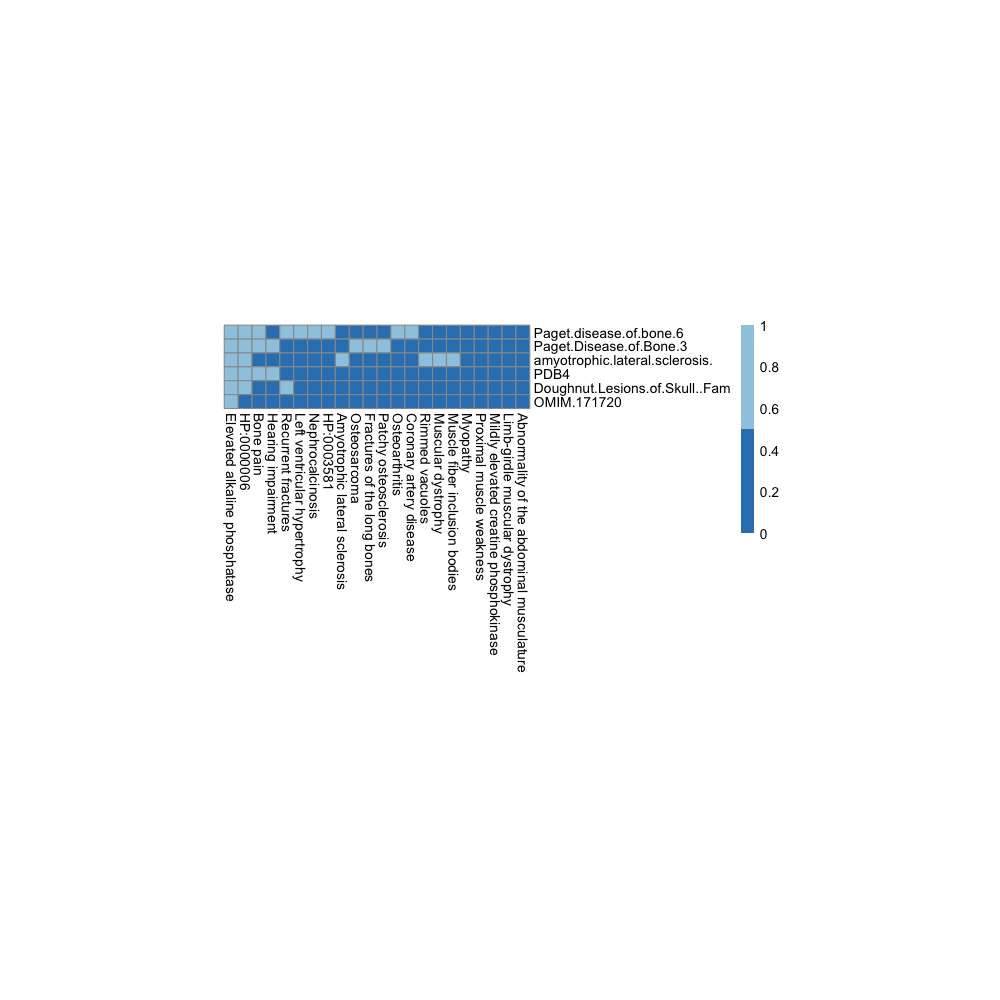 Paget.disease.of.bone.6
Paget.Disease.of.Bone.3
amyotrophic.lateral.sclerosis.
PDB4
Doughnut.Lesions.of.Skull..Fam
OMIM.171720
Elevated alkaline phosphatase
HP:0000006
Bone pain
Hearing impairment
Recurrent fractures
Left ventricular hypertrophy
Nephrocalcinosis
HP:0003581
Amyotrophic lateral sclerosis
Osteosarcoma
Fractures of the long bones
Patchy osteosclerosis
Osteoarthritis
Coronary artery disease
Rimmed vacuoles
Muscular dystrophy
Muscle fiber inclusion bodies
Myopathy
Proximal muscle weakness
Mildly elevated creatine phosphokinase
Limb-girdle muscular dystrophy
Abnormality of the abdominal musculature
1
0.8
0.6
0.4
0.2
0